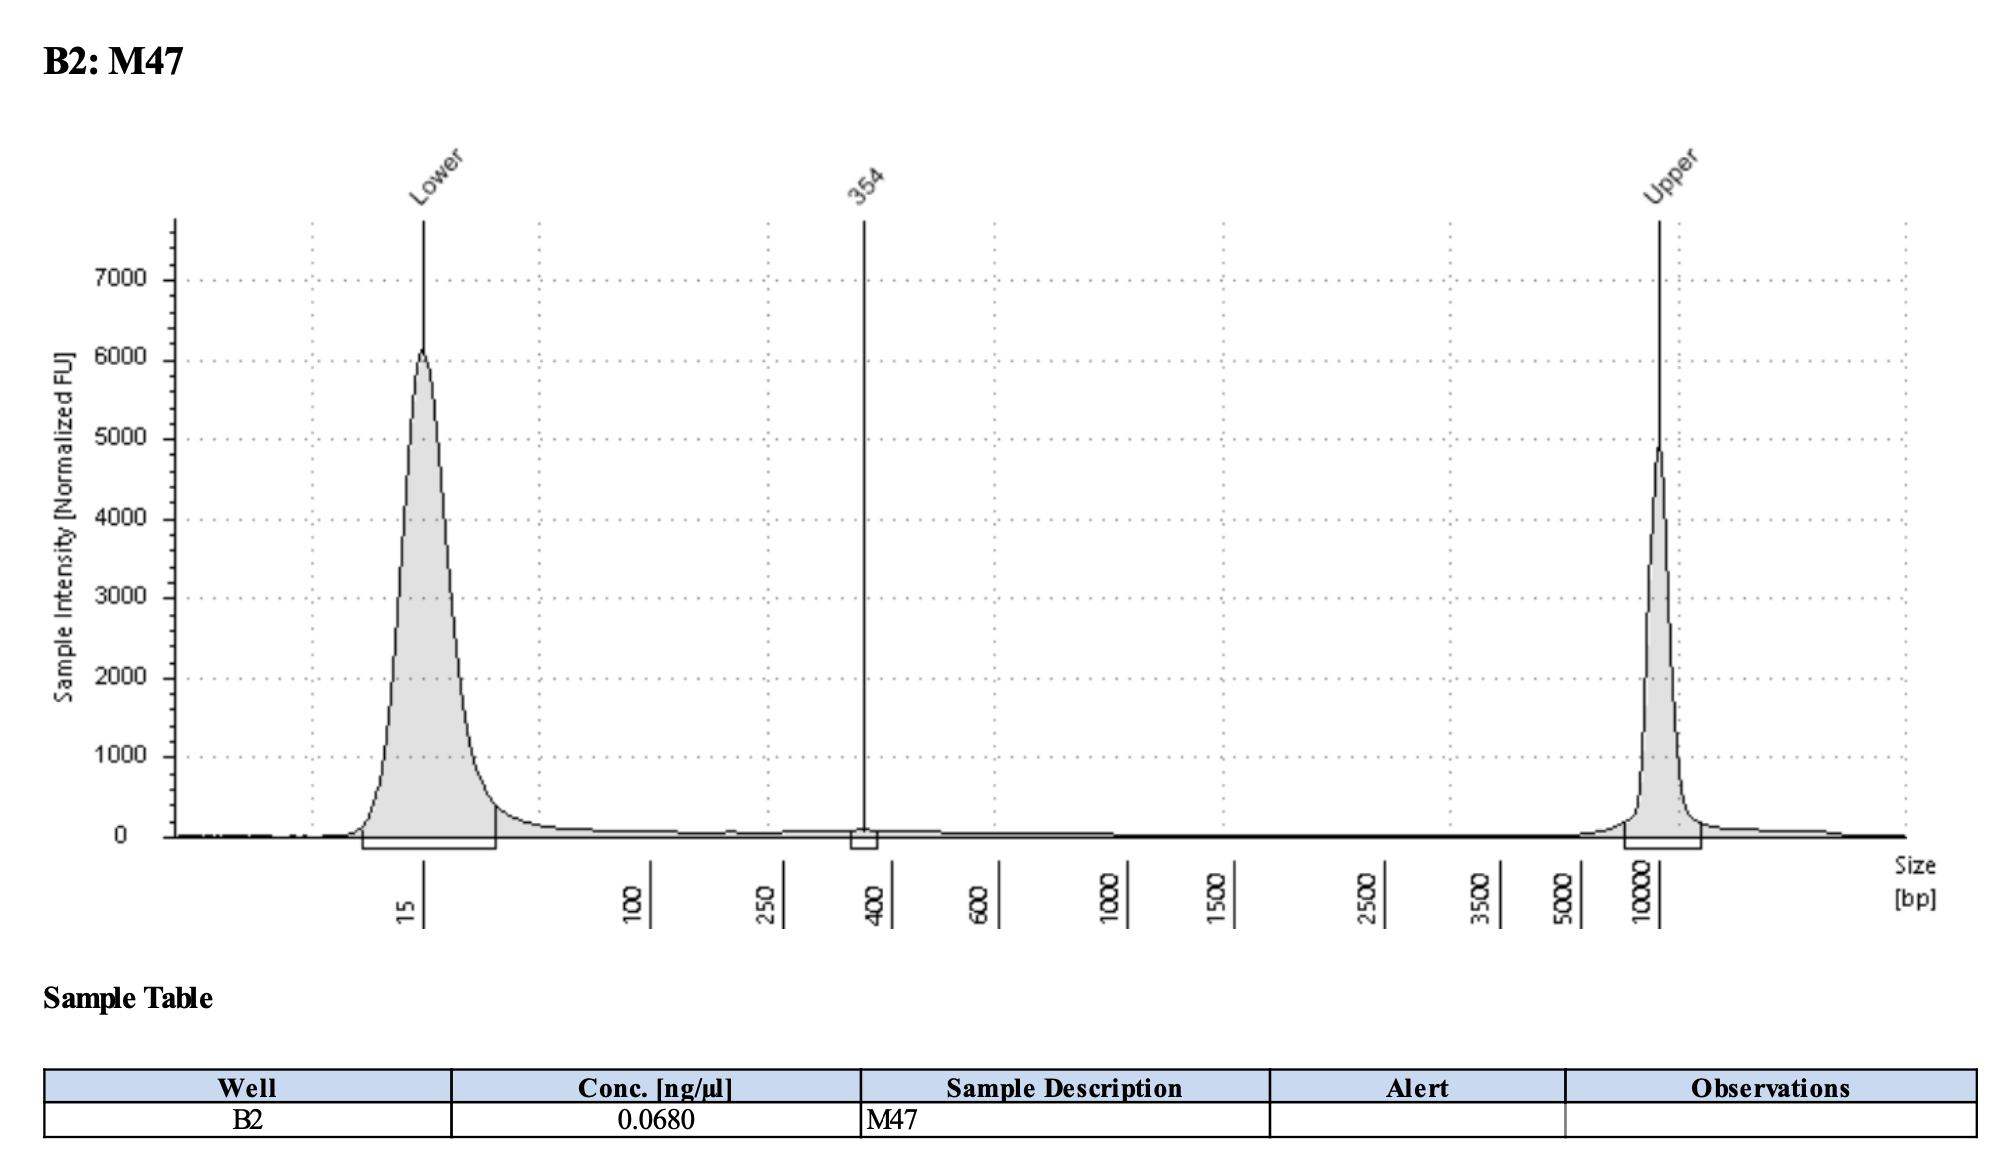 B2: M47
Lower
354
Upper
7000
6000
5000
4000
3000
2000
1000
0
Sample Intensity [Normalized FU]
15
100
250
400
600
1000
1500
2500
3500
5000
10000
Size
[bp]
Sample Table
Well Conc. [ng/µl] Sample Description Alert Observations
B2 0.0680 M47